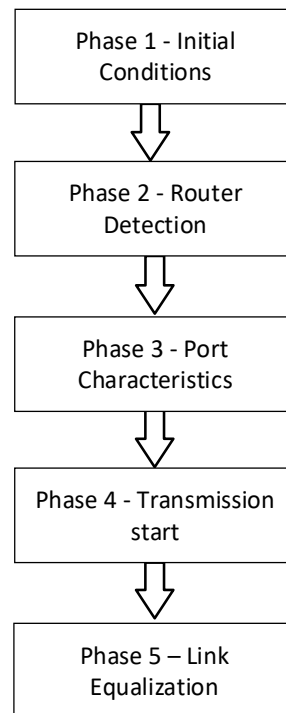 Phase 1 - Initial
Conditions
Phase 2 - Router
Detection
Phase 3 - Port
Characteristics
Phase 4 - Transmission
start
Phase 5 – Link
Equalization